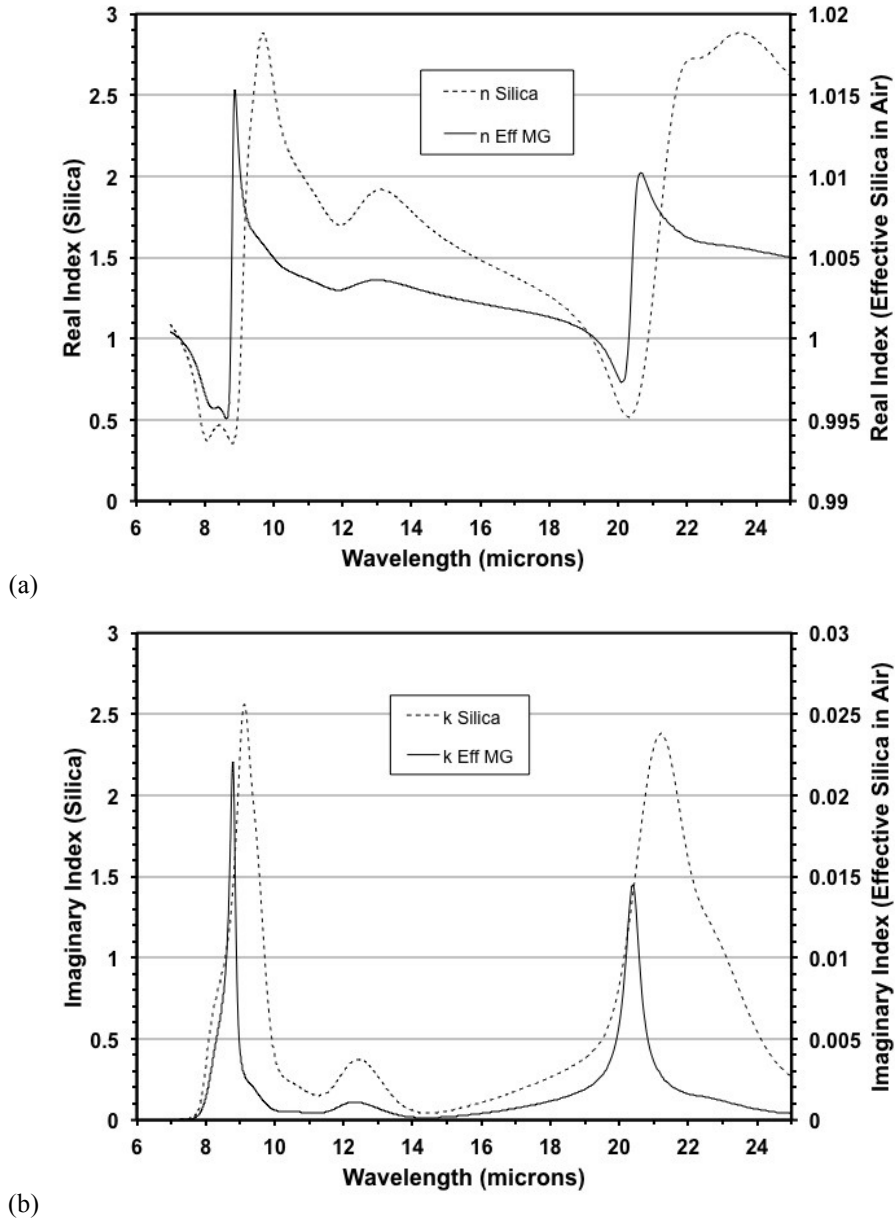 3
2.5
2
1.5
1
0.5
0
Real Index (Silica)
n Silica
n Eff MG
1.02
1.015
1.01
1.005
1
0.995
0.99
Real Index (Effective Silica in Air)
6 8 10 12 14 16 18 20 22 24
Wavelength (microns)
(a)
3
2.5
2
1.5
1
0.5
0
Imaginary Index (Silica)
k Silica
k Eff MG
0.03
0.025
0.02
0.015
0.01
0.005
0
Imaginary Index (Effective Silica in Air)
6 8 10 12 14 16 18 20 22 24
Wavelength (microns)
(b)